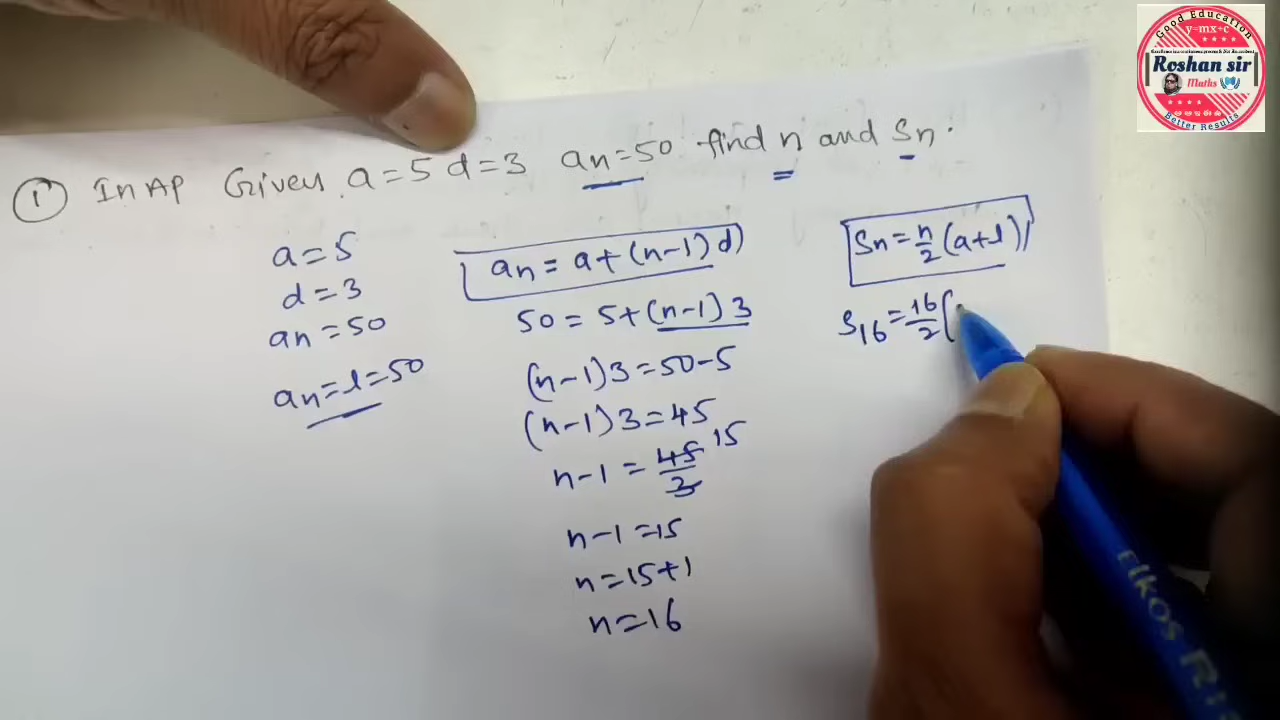 Good Education
y=mx+c
Roshan sir
Maths
Better Results
1 In AP Given a=5 d=3 an=50 find n and Sn.
a=5
d=3
an=50
an=l=50
an = a+(n-1)d
50 = 5+(n-1)3
(n-1)3=50-5
(n-1)3=45
n-1 = 45/3 15
n-1=15
n=15+1
n=16
Sn=n/2(a+l)
S16=16/2(
Elkos